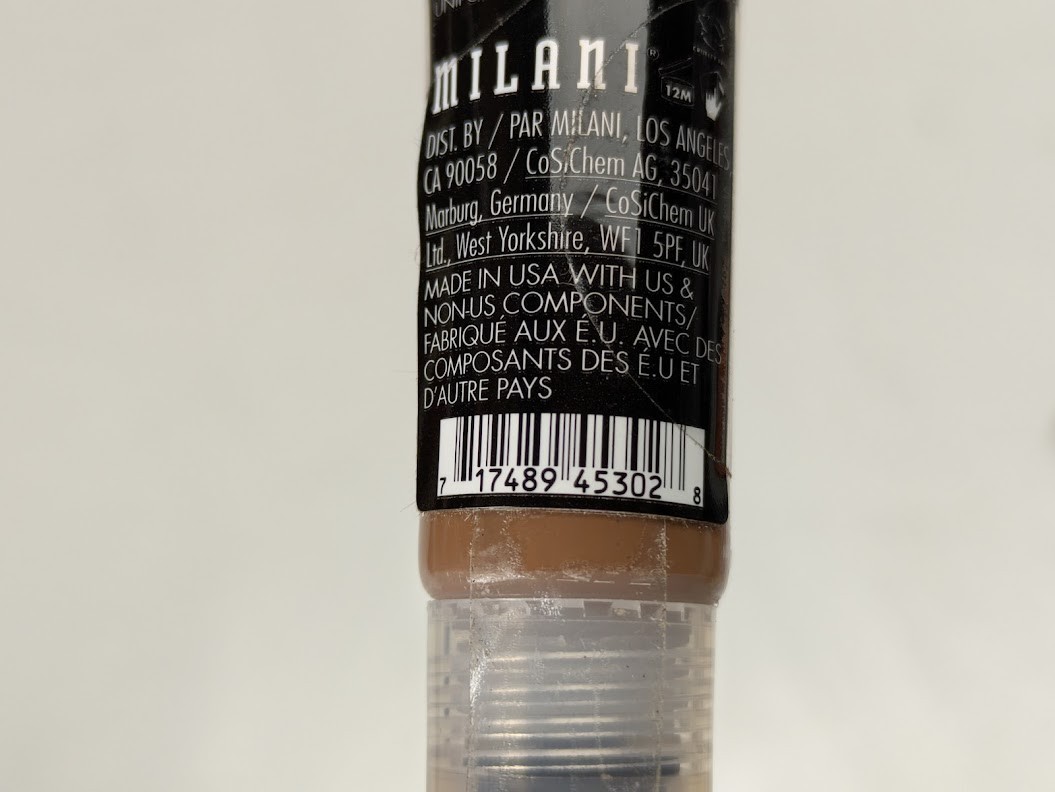 MILANI®
12M
DIST. BY / PAR MILANI, LOS ANGELES,
CA 90058 / CoSiChem AG, 35041
Marburg, Germany / CoSiChem UK
Ltd., West Yorkshire, WF1 5PF, UK
MADE IN USA WITH US &
NON-US COMPONENTS/
FABRIQUÉ AUX É.U. AVEC DES
COMPOSANTS DES É.U ET
D'AUTRE PAYS
7 17489 45302 8